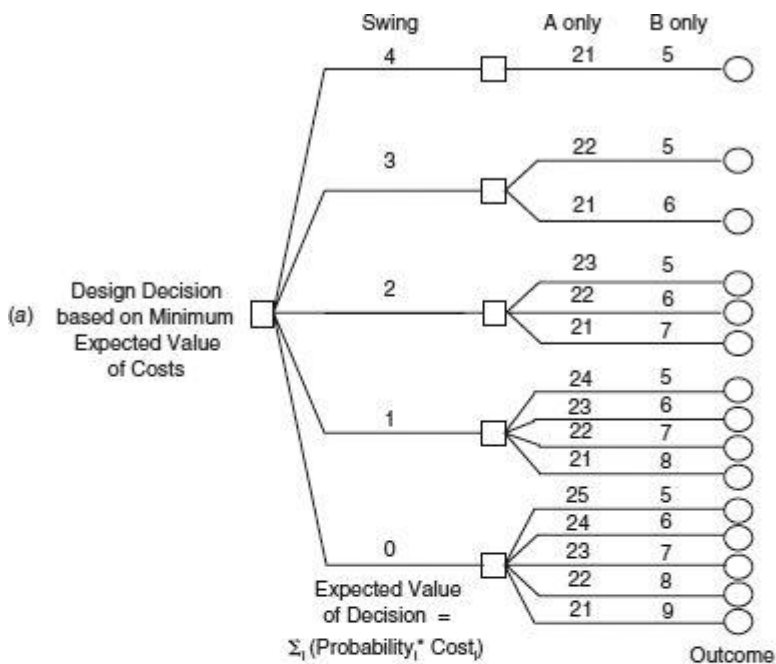 Swing A only B only
4 21 5
3 22 5
21 6
2 23 5
22 6
21 7
(a) Design Decision
based on Minimum
Expected Value
of Costs
1 24 5
23 6
22 7
21 8
0 25 5
24 6
23 7
22 8
21 9
Expected Value
of Decision =
Σᵢ (Probabilityᵢ* Costᵢ)
Outcome